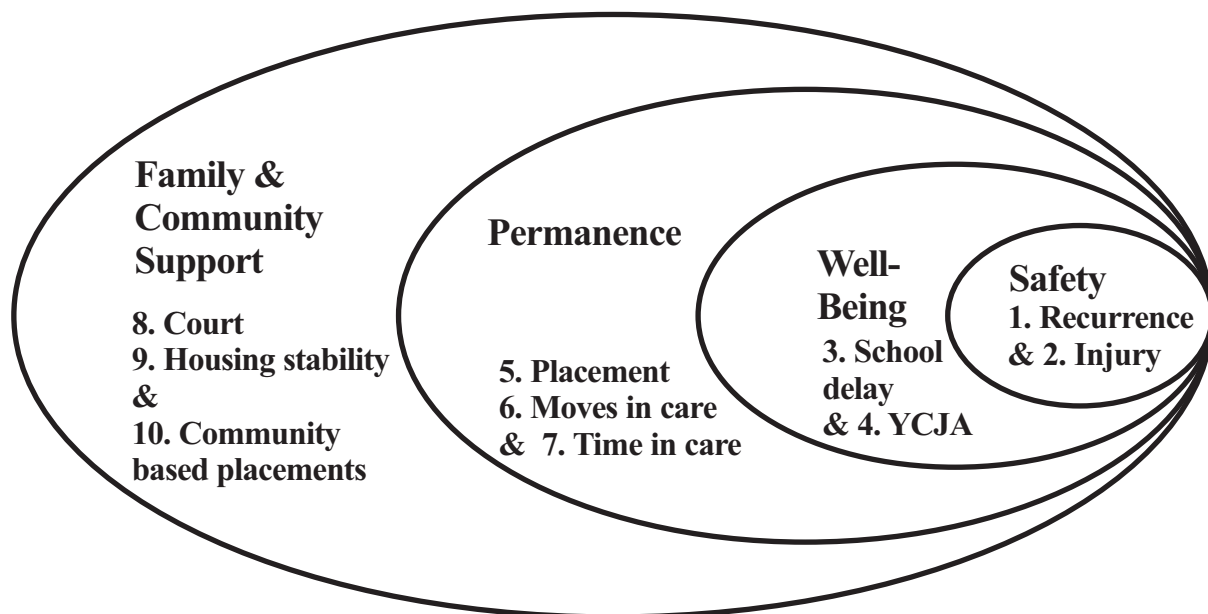 Family &
Community
Support
8. Court
9. Housing stability
&
10. Community
based placements
Permanence
5. Placement
6. Moves in care
& 7. Time in care
Well-
Being
3. School
delay
& 4. YCJA
Safety
1. Recurrence
& 2. Injury